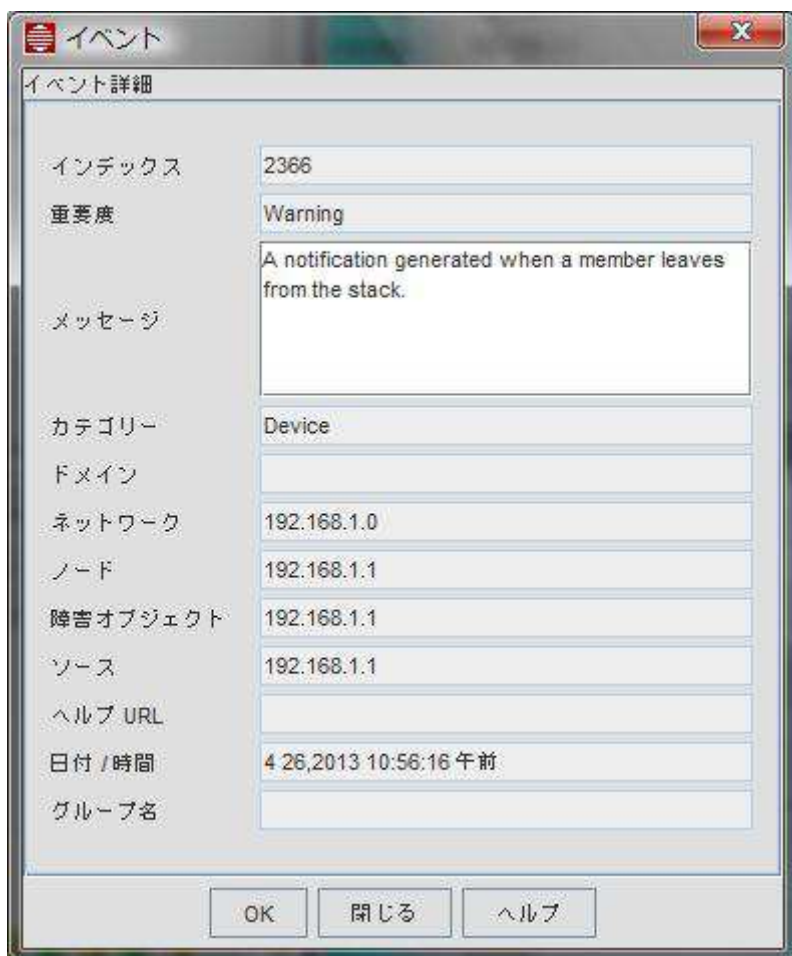 イベント
イベント詳細
インデックス 2366
重要度 Warning
メッセージ A notification generated when a member leaves
from the stack.
カテゴリー Device
ドメイン
ネットワーク 192.168.1.0
ノード 192.168.1.1
障害オブジェクト 192.168.1.1
ソース 192.168.1.1
ヘルプ URL
日付 / 時間 4 26,2013 10:56:16 午前
グループ名
OK 閉じる ヘルプ